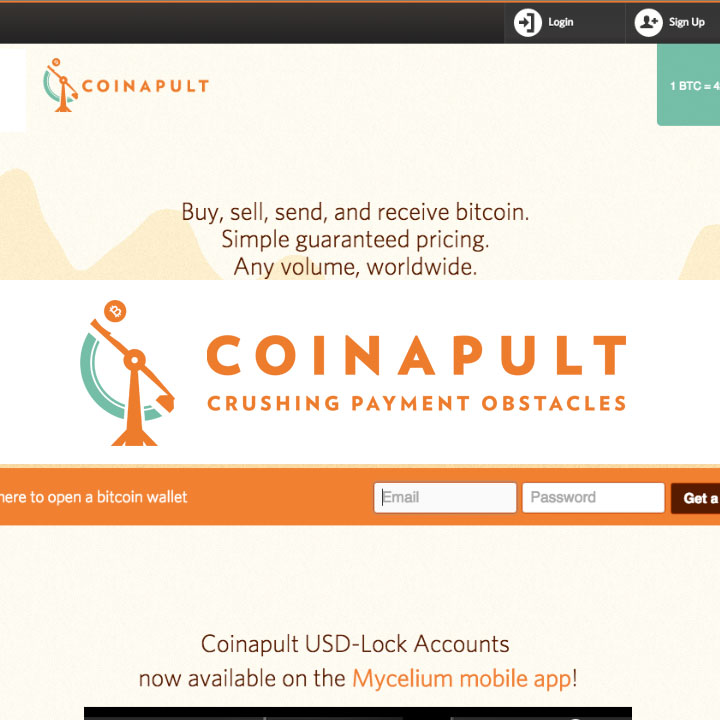 Login
Sign Up
COINAPULT
1 BTC = 4
Buy, sell, send, and receive bitcoin.
Simple guaranteed pricing.
Any volume, worldwide.
B
COINAPULT
CRUSHING PAYMENT OBSTACLES
here to open a bitcoin wallet
Email
Password
Get a
Coinapult USD-Lock Accounts
now available on the Mycelium mobile app!